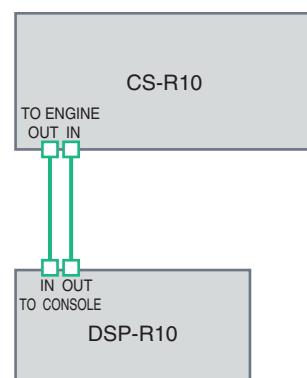 CS-R10
TO ENGINE
OUT IN
IN OUT
TO CONSOLE
DSP-R10